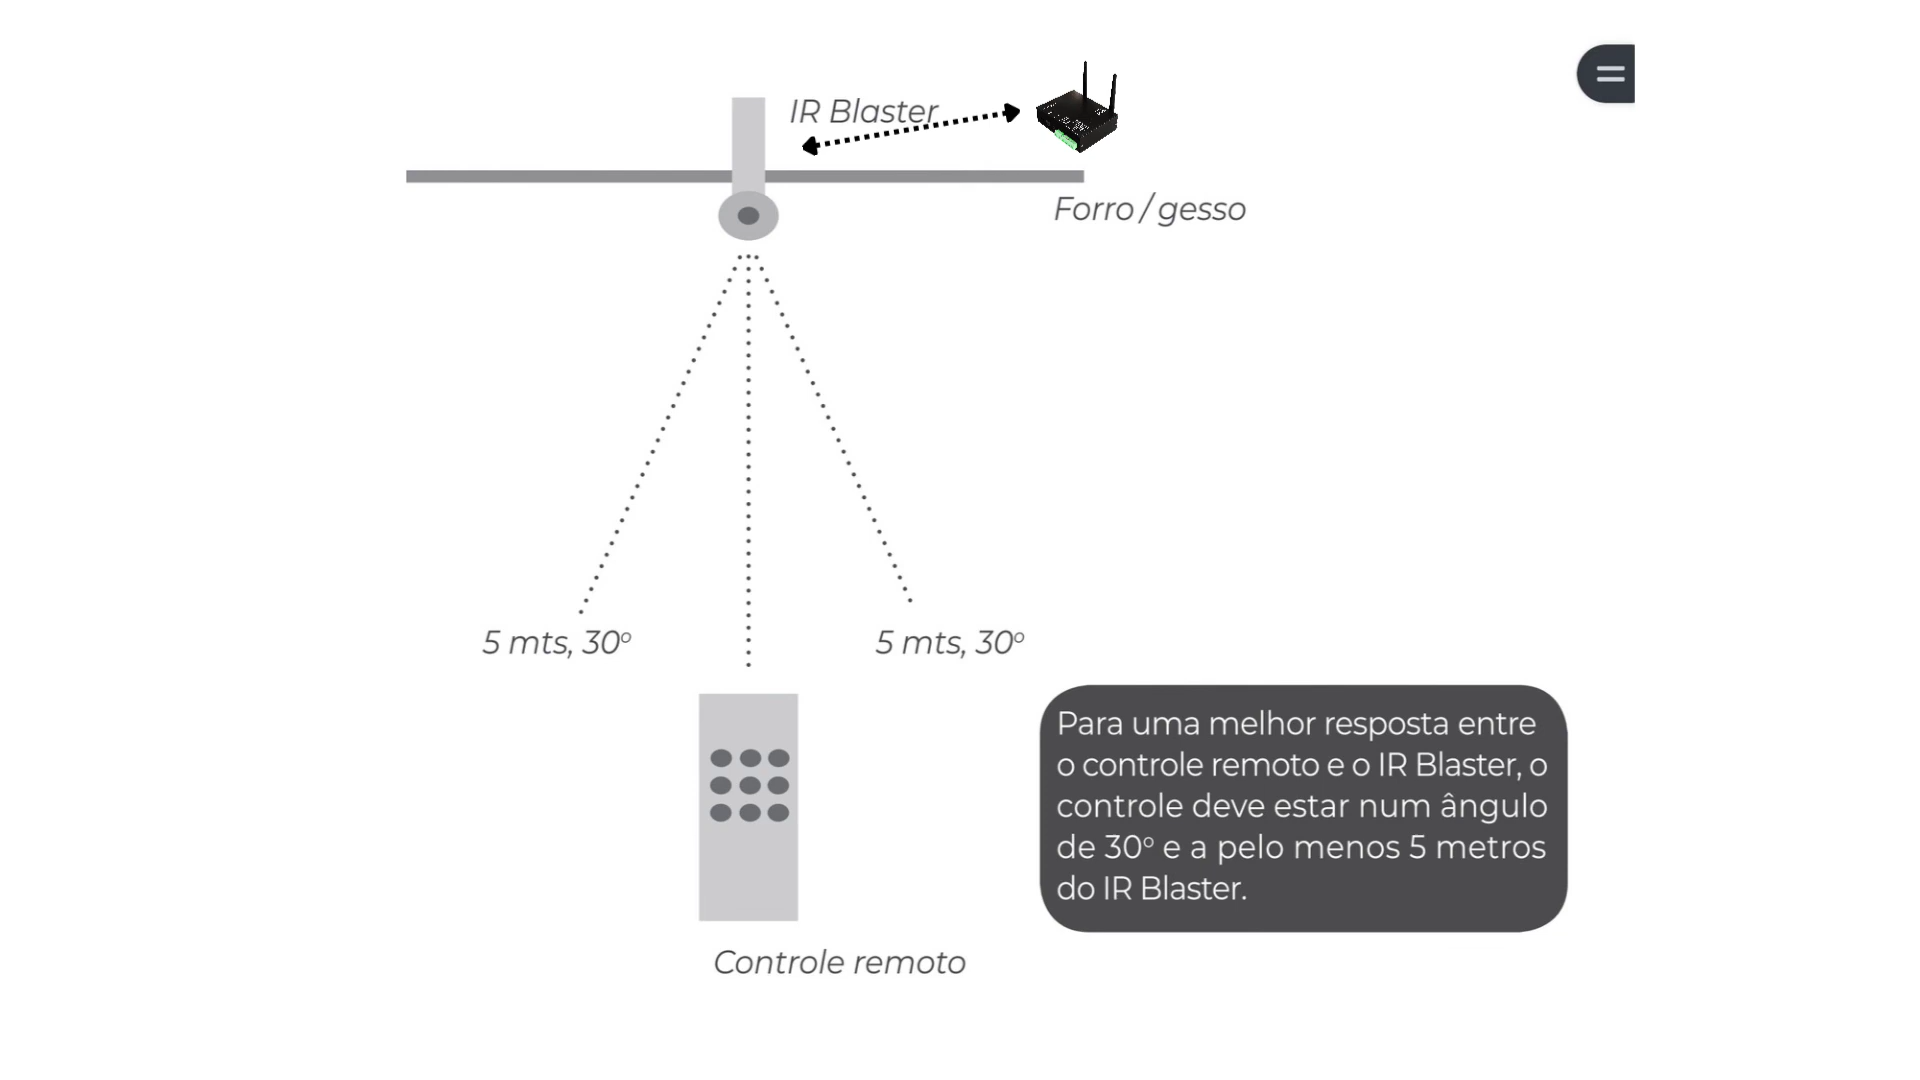 IR Blaster
Forro / gesso
5 mts, 30º
5 mts, 30º
Para uma melhor resposta entre
o controle remoto e o IR Blaster, o
controle deve estar num ângulo
de 30º e a pelo menos 5 metros
do IR Blaster.
Controle remoto